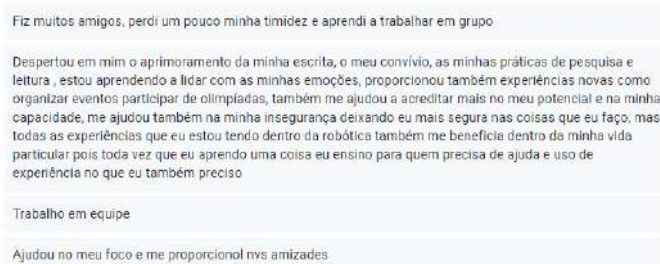 Fiz muitos amigos, perdi um pouco minha timidez e aprendi a trabalhar em grupo
Despertou em mim o aprimoramento da minha escrita, o meu convívio, as minhas práticas de pesquisa e
leitura , estou aprendendo a lidar com as minhas emoções, proporcionou também experiências novas como
organizar eventos participar de olimpíadas, também me ajudou a acreditar mais no meu potencial e na minha
capacidade, me ajudou também na minha insegurança deixando eu mais segura nas coisas que eu faço, mas
todas as experiências que eu estou tendo dentro da robótica também me beneficia dentro da minha vida
particular pois toda vez que eu aprendo uma coisa eu ensino para quem precisa de ajuda e uso de
experiência no que eu também preciso
Trabalho em equipe
Ajudou no meu foco e me proporcionol nvs amizades